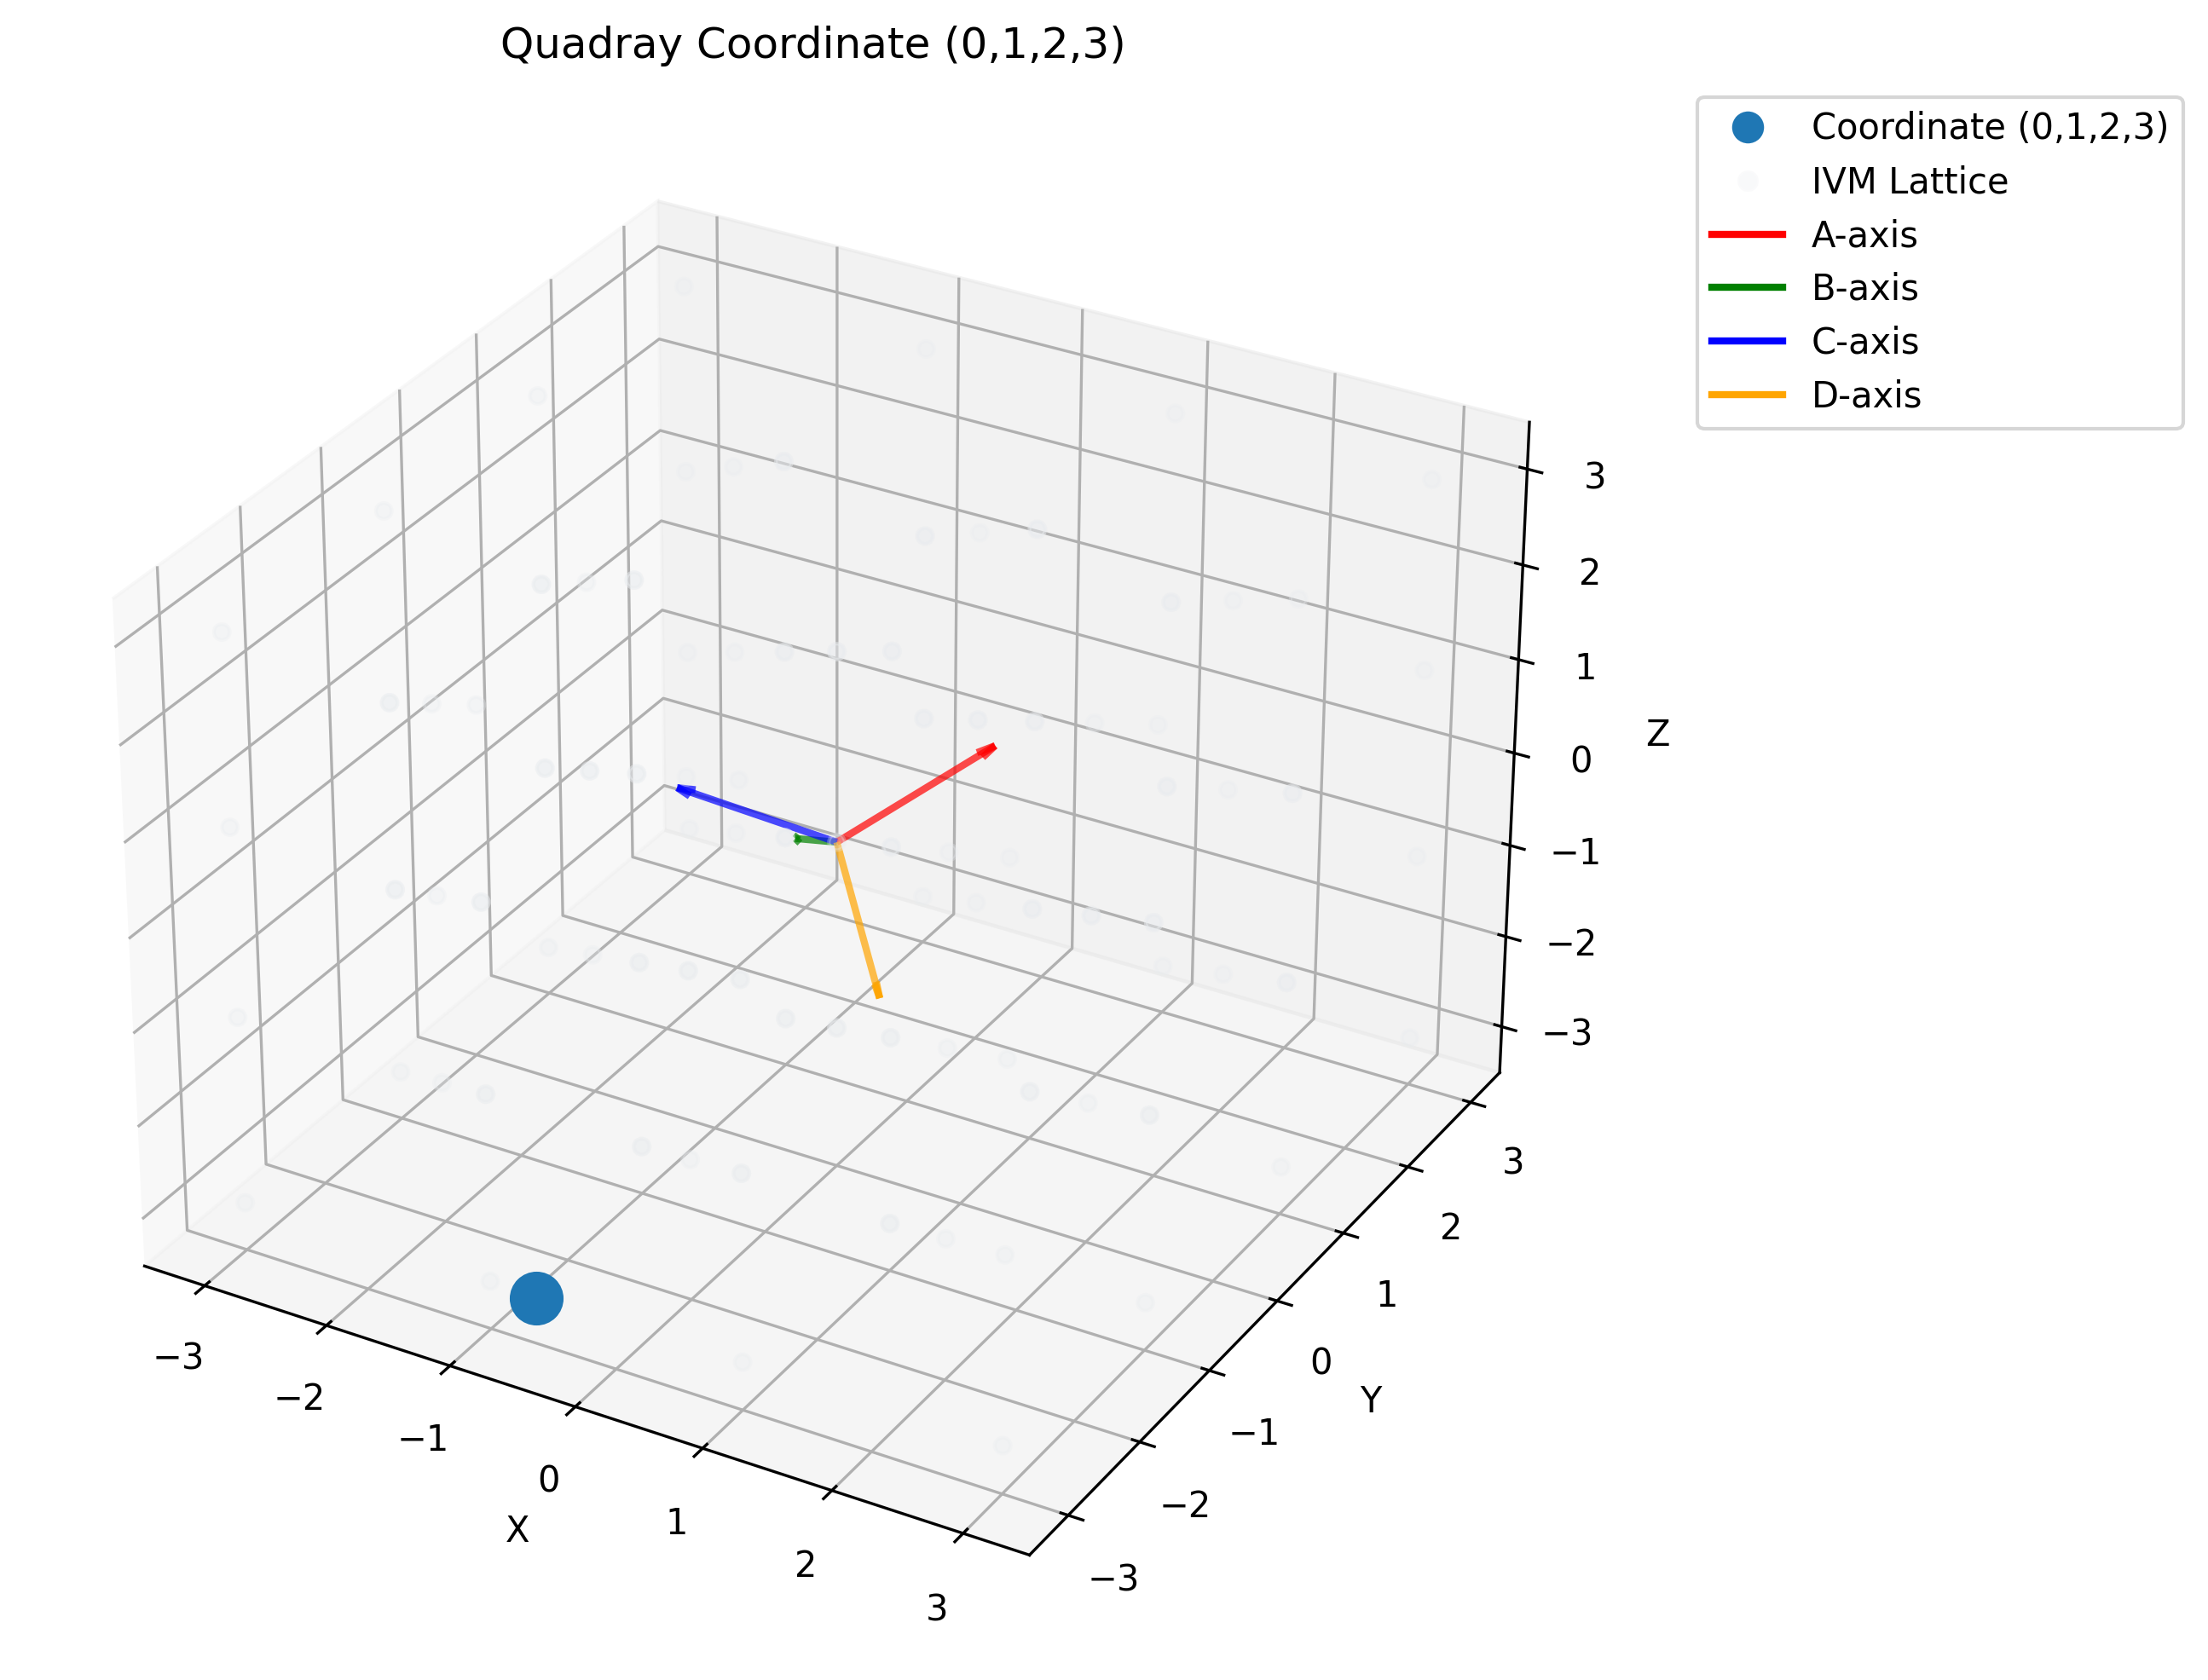 Quadray Coordinate (0,1,2,3)
Coordinate (0,1,2,3)
IVM Lattice
A-axis
B-axis
C-axis
D-axis
3
2
1
0
−1
−2
−3
Z
3
2
1
0
−1
−2
−3
Y
−3
−2
−1
0
1
2
3
X